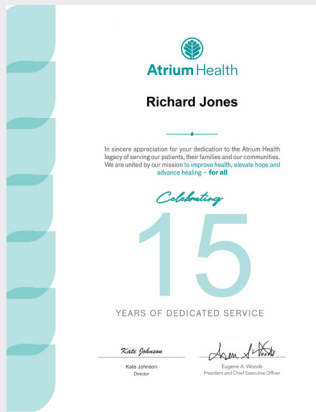 Atrium Health
Richard Jones
In sincere appreciation for your dedication to the Atrium Health
legacy of serving our patients, their families and our communities.
We are united by our mission to improve health, elevate hope and
advance healing – for all
Celebrating
15
YEARS OF DEDICATED SERVICE
Kate Johnson
Kate Johnson
Director
Eugene A. Woods
Eugene A. Woods
President and Chief Executive Officer